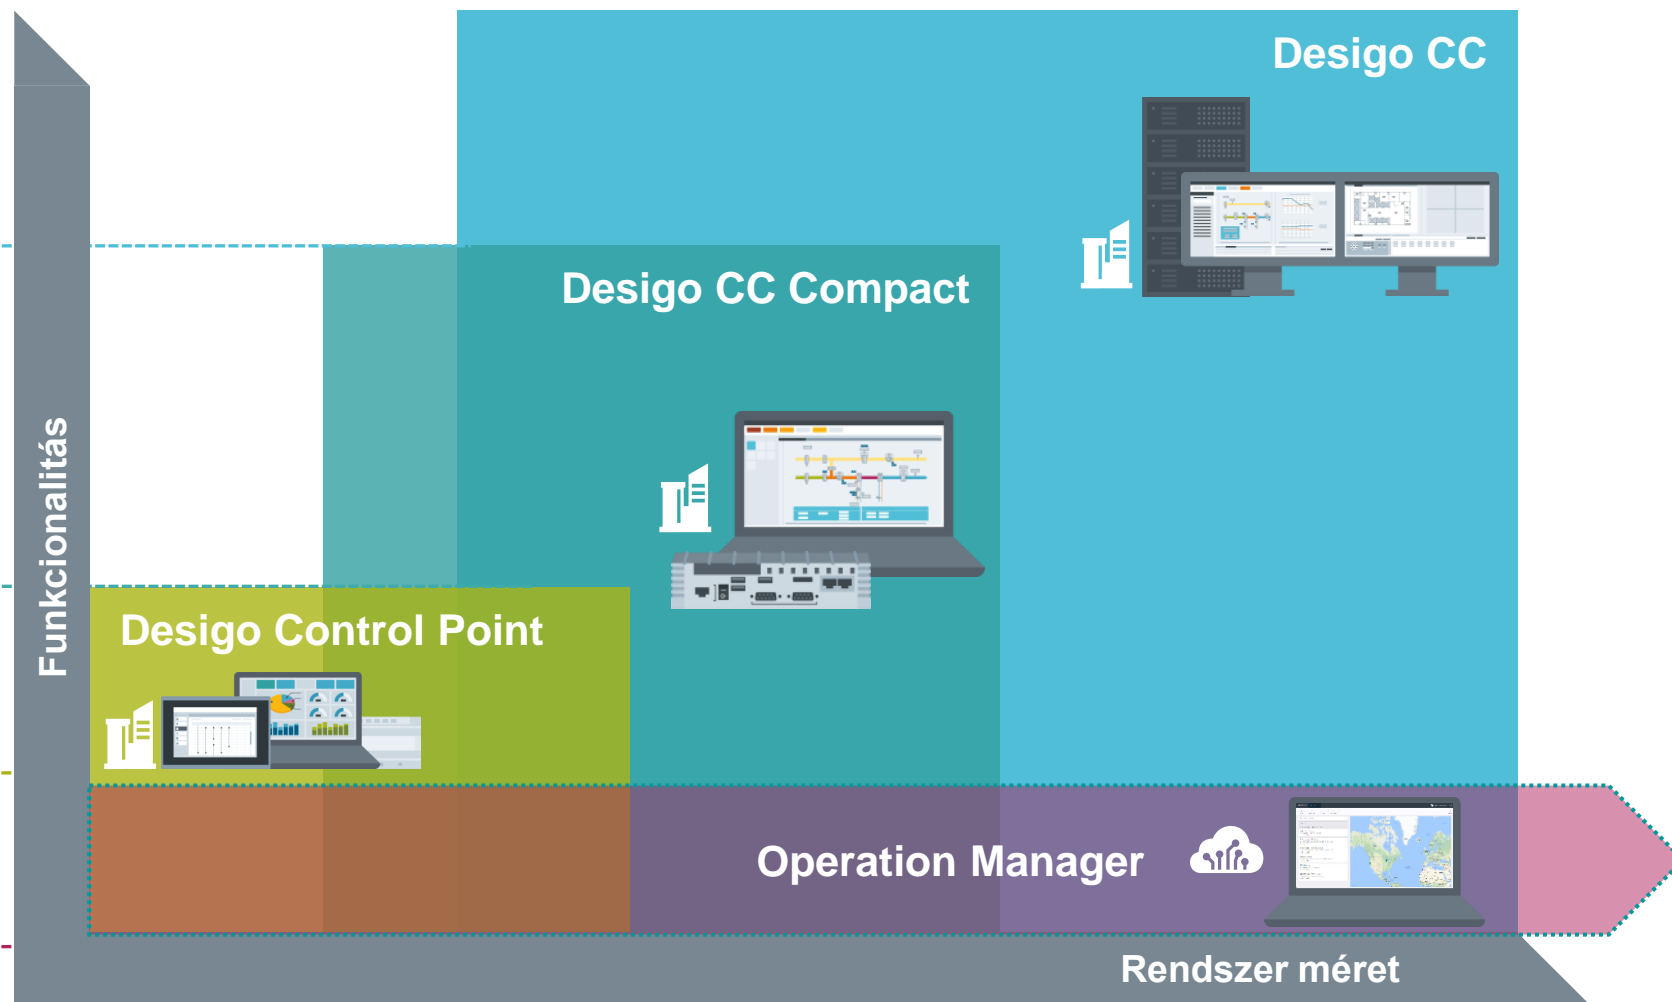 Desigo CC
Desigo CC Compact
Funkcionalitás
Desigo Control Point
Operation Manager
Rendszer méret